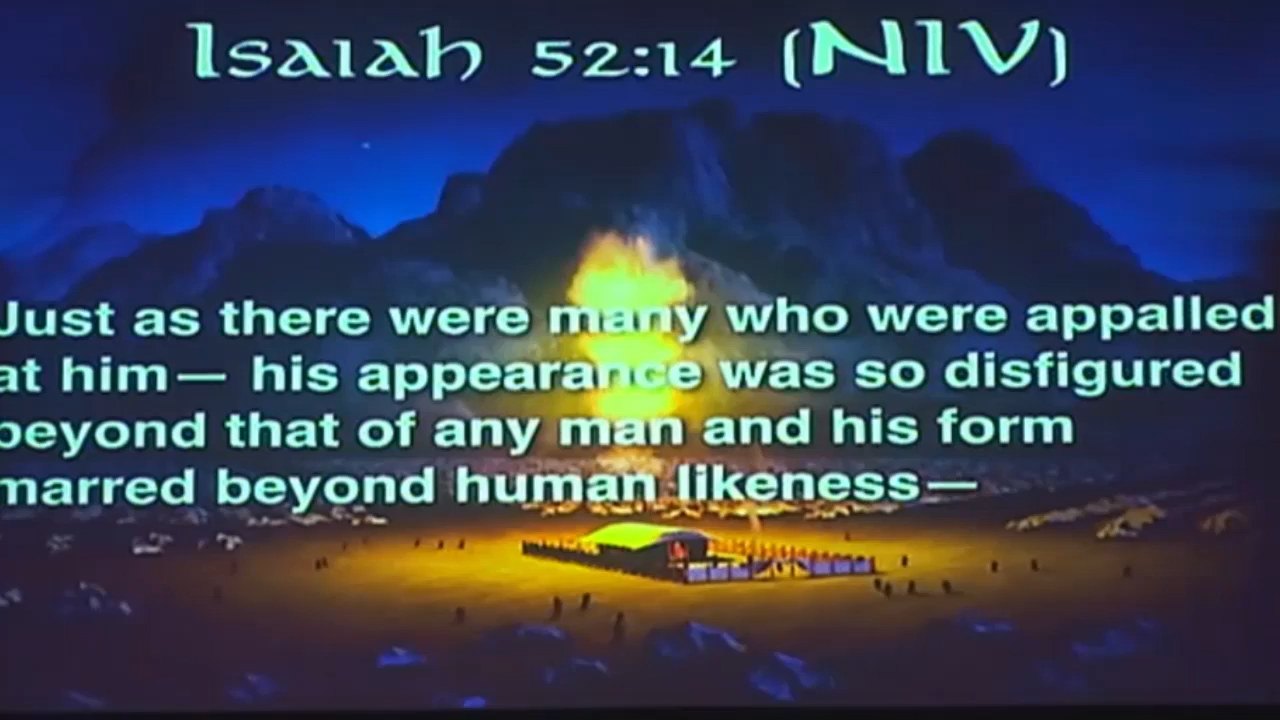 Isaiah 52:14 (NIV)
Just as there were many who were appalled
at him— his appearance was so disfigured
beyond that of any man and his form
marred beyond human likeness—